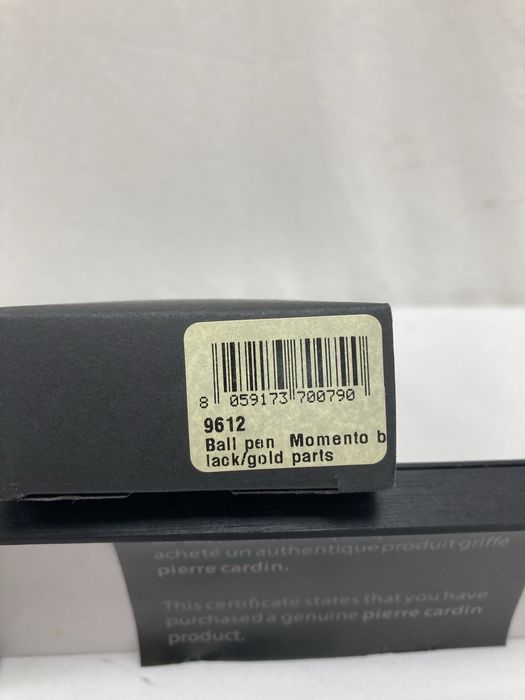 8 059173 700790
9612
Ball pen Momento b
lack/gold parts
acheté un authentique produit griffé
pierre cardin.
This certificate states that you have
purchased a genuine pierre cardin
product.